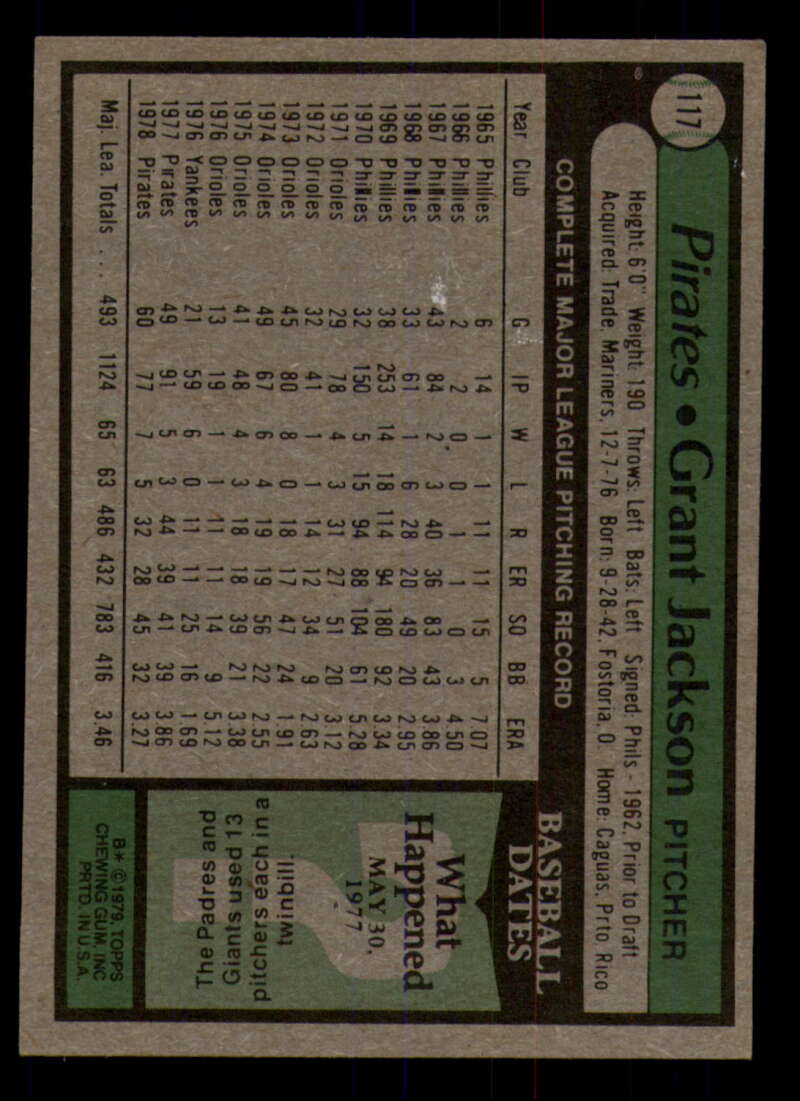 117
Pirates • Grant Jackson PITCHER
Height: 6'0" Weight: 190 Throws: Left Bats: Left Signed: Phils - 1962, Prior to Draft
Acquired: Trade, Mariners, 12-7-76 Born: 9-28-42, Fostoria, O. Home: Caguas, Prto Rico
COMPLETE MAJOR LEAGUE PITCHING RECORD
Year Club G IP W L R ER SO BB ERA
1965 Phillies 6 14 1 1 11 11 15 5 7.07
1966 Phillies 2 2 0 0 1 1 0 3 4.50
1967 Phillies 43 84 2 3 40 36 83 43 3.86
1968 Phillies 33 61 1 6 28 20 49 20 2.95
1969 Phillies 38 253 14 18 114 94 180 92 3.34
1970 Phillies 32 150 5 15 94 88 104 61 5.28
1971 Orioles 29 78 4 3 31 27 51 20 3.12
1972 Orioles 32 41 1 1 14 12 34 9 2.63
1973 Orioles 45 80 8 0 18 17 47 24 1.91
1974 Orioles 49 67 6 4 19 19 56 22 2.55
1975 Orioles 41 48 4 3 18 18 39 21 3.38
1976 Orioles 13 19 1 1 11 11 14 9 5.12
1976 Yankees 21 59 6 0 11 11 25 16 1.69
1977 Pirates 49 91 5 3 44 39 41 39 3.86
1978 Pirates 60 77 7 5 32 28 45 32 3.27
Maj. Lea. Totals ... 493 1124 65 63 486 432 783 416 3.46
BASEBALL
DATES
What
Happened
MAY 30,
1977
The Padres and
Giants used 13
pitchers each in a
twinbill.
B* © 1979, TOPPS
CHEWING GUM, INC
PRTD. IN U.S.A.